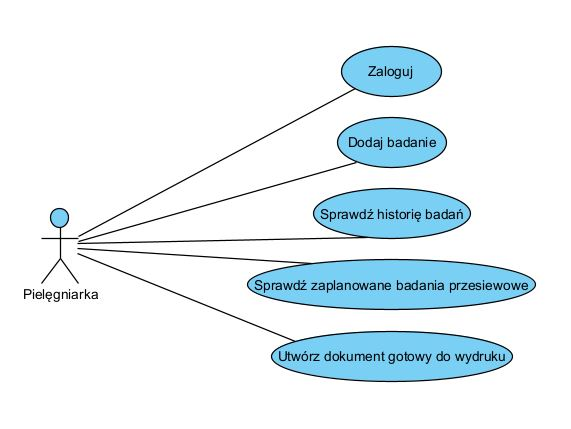 Zaloguj
Dodaj badanie
Sprawdź historię badań
Sprawdź zaplanowane badania przesiewowe
Utwórz dokument gotowy do wydruku
Pielęgniarka